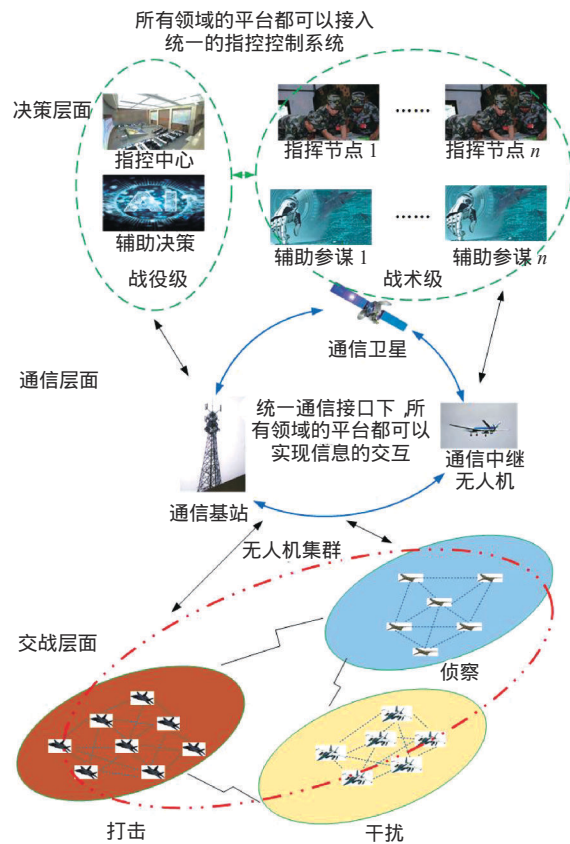 所有领域的平台都可以接入
统一的指控控制系统
决策层面
指控中心
指挥节点 1
……
指挥节点 n
辅助决策
辅助参谋 1
……
辅助参谋 n
战役级
战术级
通信卫星
通信层面
统一通信接口下,所
有领域的平台都可以
实现信息的交互
通信中继
无人机
通信基站
无人机集群
交战层面
侦察
打击
干扰